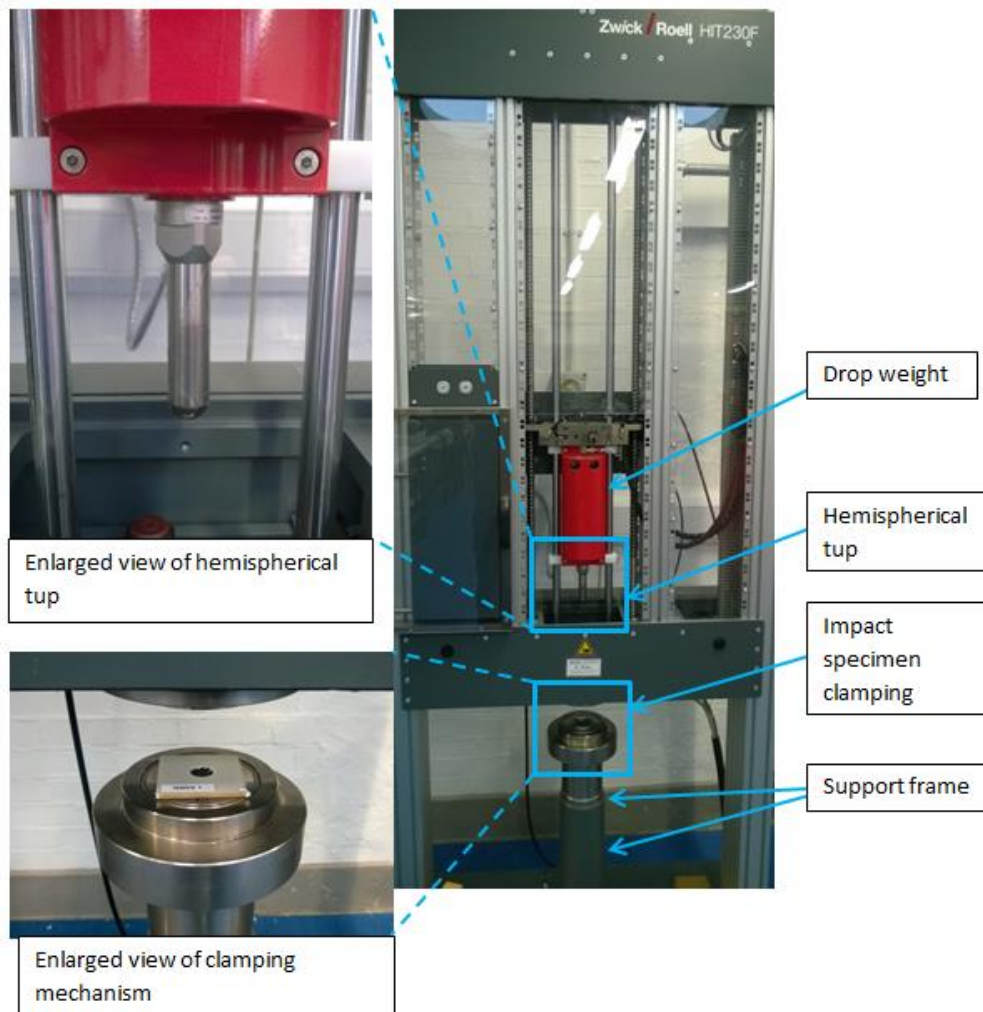 Zwick / Roell HIT230F
Drop weight
Hemispherical
tup
Enlarged view of hemispherical
tup
Impact
specimen
clamping
Support frame
Enlarged view of clamping
mechanism